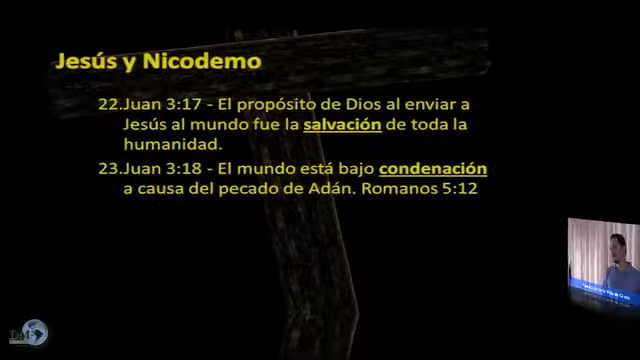 Jesús y Nicodemo
22.Juan 3:17 - El propósito de Dios al enviar a
Jesús al mundo fue la salvación de toda la
humanidad.
23.Juan 3:18 - El mundo está bajo condenación
a causa del pecado de Adán. Romanos 5:12
DM